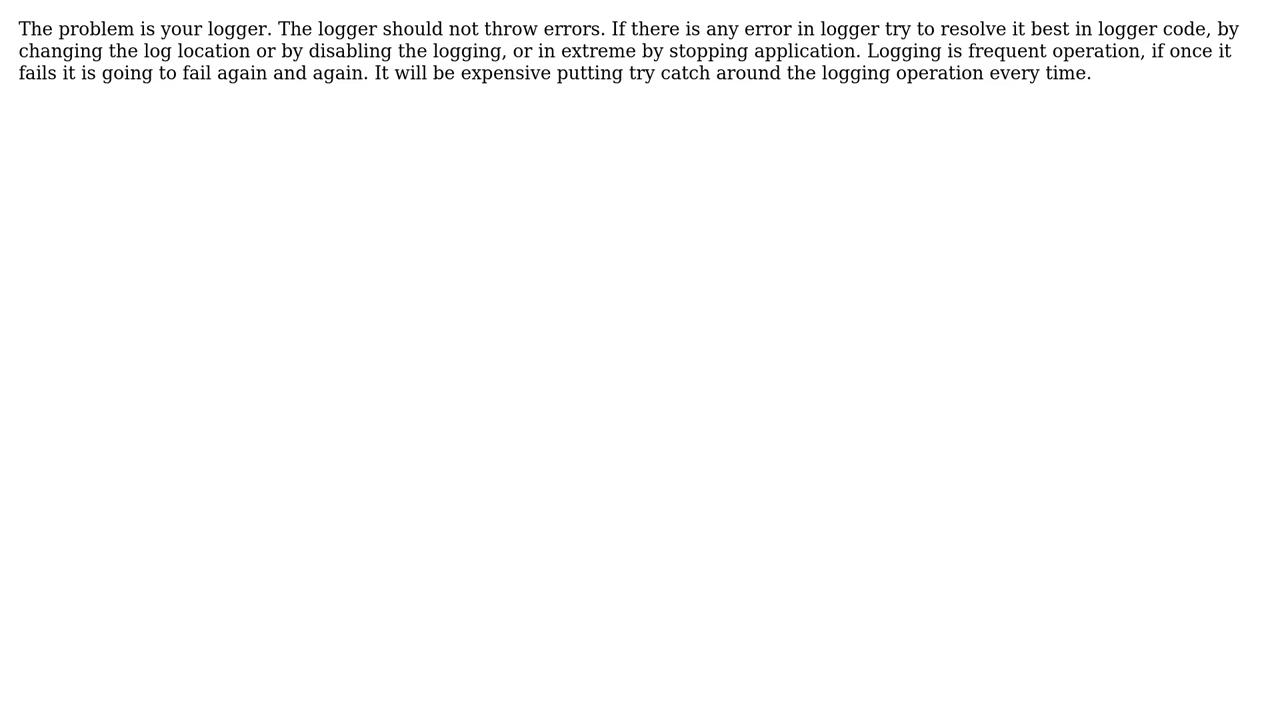 The problem is your logger. The logger should not throw errors. If there is any error in logger try to resolve it best in logger code, by
changing the log location or by disabling the logging, or in extreme by stopping application. Logging is frequent operation, if once it
fails it is going to fail again and again. It will be expensive putting try catch around the logging operation every time.